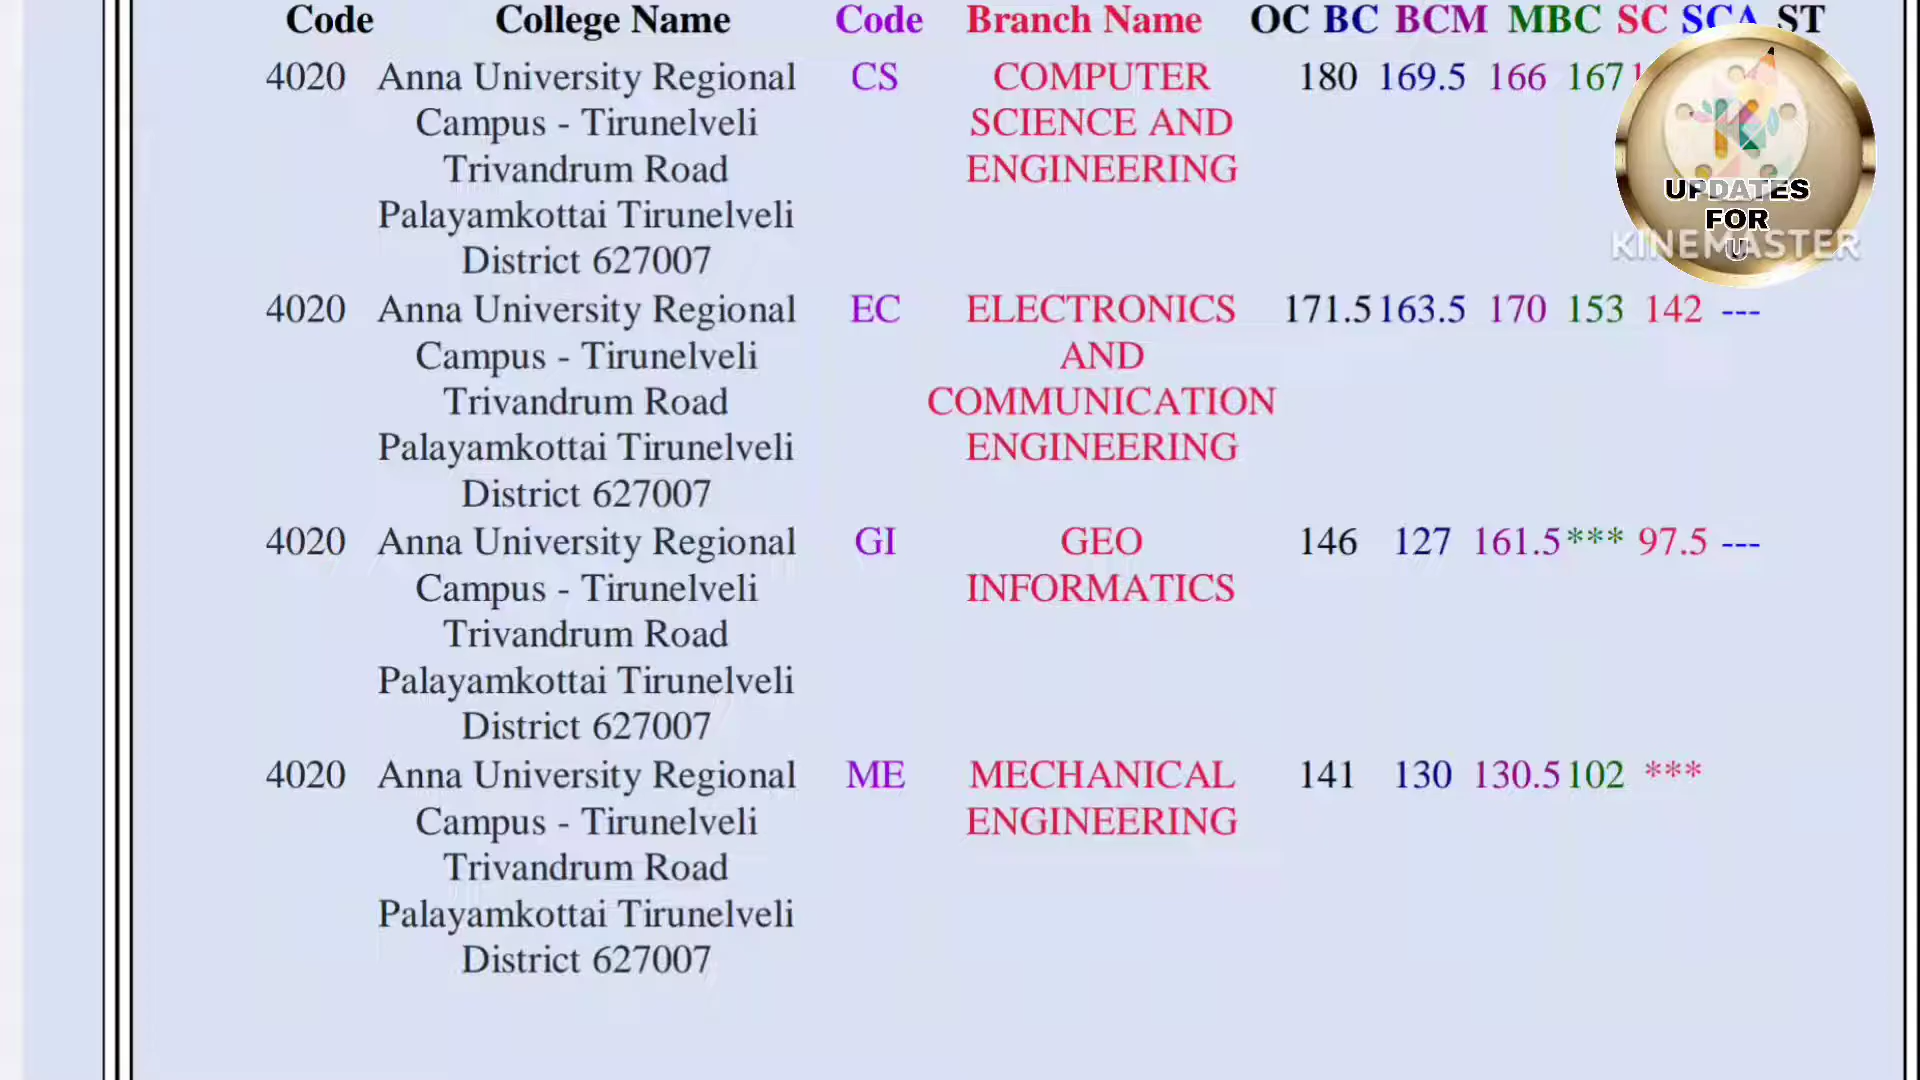 Code College Name Code Branch Name OC BC BCM MBC SC SCA ST
4020 Anna University Regional CS COMPUTER 180 169.5 166 167
Campus - Tirunelveli SCIENCE AND
Trivandrum Road ENGINEERING
Palayamkottai Tirunelveli
District 627007
UPDATES
FOR
U
KINEMASTER
4020 Anna University Regional EC ELECTRONICS 171.5 163.5 170 153 142 ---
Campus - Tirunelveli AND
Trivandrum Road COMMUNICATION
Palayamkottai Tirunelveli ENGINEERING
District 627007
4020 Anna University Regional GI GEO 146 127 161.5 *** 97.5 ---
Campus - Tirunelveli INFORMATICS
Trivandrum Road
Palayamkottai Tirunelveli
District 627007
4020 Anna University Regional ME MECHANICAL 141 130 130.5 102 ***
Campus - Tirunelveli ENGINEERING
Trivandrum Road
Palayamkottai Tirunelveli
District 627007